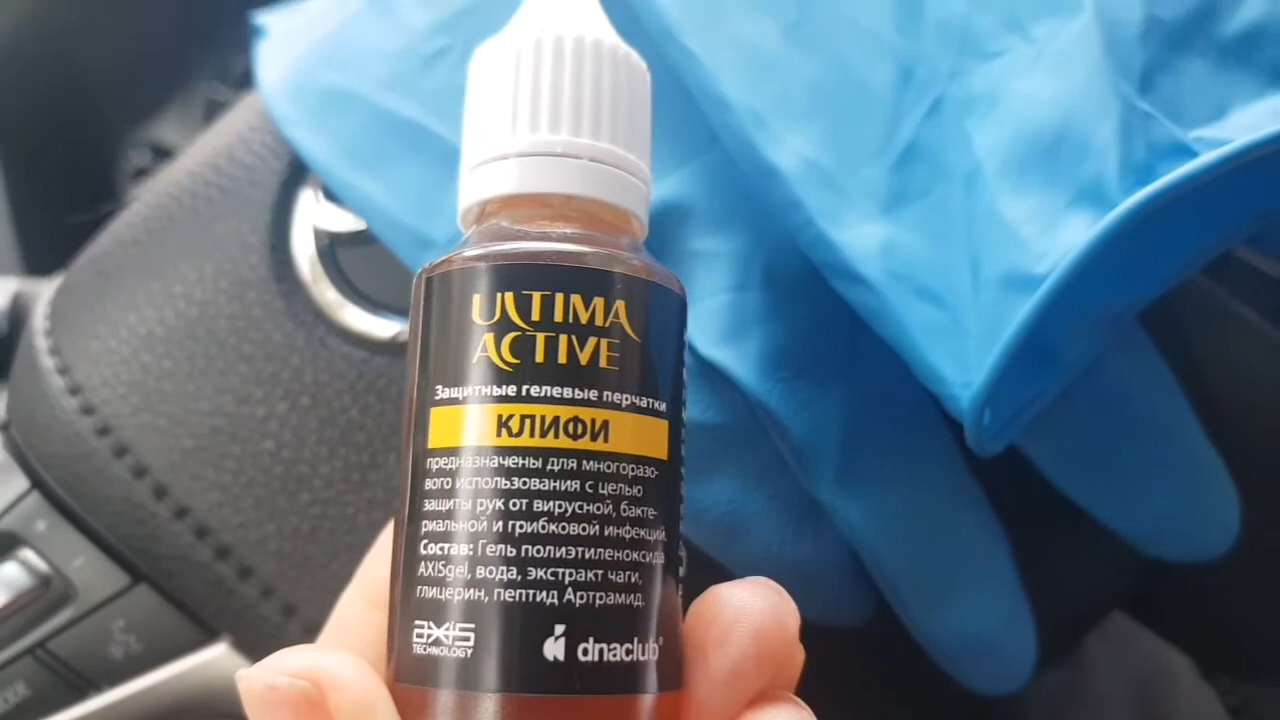 ULTIMA
ACTIVE
Защитные гелевые перчатки
КЛИФИ
предназначены для многоразо-
вого использования с целью
защиты рук от вирусной, бакте-
риальной и грибковой инфекций.
Состав: Гель полиэтиленоксида
AXISgel, вода, экстракт чаги,
глицерин, пептид Артрамид.
axis
TECHNOLOGY
dnaclub®